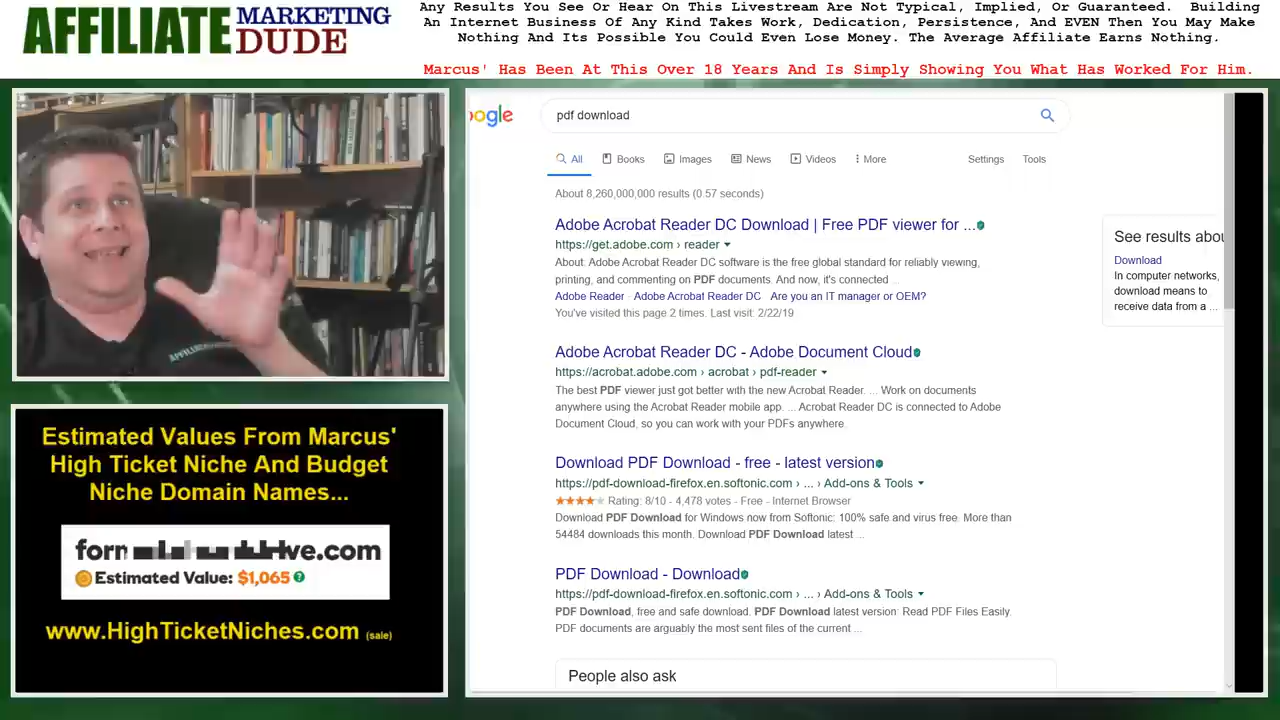 AFFILIATE MARKETING DUDE
Any Results You See Or Hear On This Livestream Are Not Typical, Implied, Or Guaranteed. Building
An Internet Business Of Any Kind Takes Work, Dedication, Persistence, And EVEN Then You May Make
Nothing And Its Possible You Could Even Lose Money. The Average Affiliate Earns Nothing.
Marcus' Has Been At This Over 18 Years And Is Simply Showing You What Has Worked For Him.
AFFILIATE
Estimated Values From Marcus'
High Ticket Niche And Budget
Niche Domain Names...
Estimated Value: $1,065
www.HighTicketNiches.com (sale)
ogle
pdf download
All Books Images News Videos More Settings Tools
About 8,260,000,000 results (0.57 seconds)
Adobe Acrobat Reader DC Download | Free PDF viewer for ...
https://get.adobe.com › reader
About: Adobe Acrobat Reader DC software is the free global standard for reliably viewing,
printing, and commenting on PDF documents. And now, it's connected ...
Adobe Reader · Adobe Acrobat Reader DC · Are you an IT manager or OEM?
You've visited this page 2 times. Last visit: 2/22/19
Adobe Acrobat Reader DC - Adobe Document Cloud
https://acrobat.adobe.com › acrobat › pdf-reader
The best PDF viewer just got better with the new Acrobat Reader. ... Work on documents
anywhere using the Acrobat Reader mobile app. ... Acrobat Reader DC is connected to Adobe
Document Cloud, so you can work with your PDFs anywhere.
Download PDF Download - free - latest version
https://pdf-download-firefox.en.softonic.com › ... › Add-ons & Tools
Rating: 8/10 - 4,478 votes - Free - Internet Browser
Download PDF Download for Windows now from Softonic: 100% safe and virus free. More than
54484 downloads this month. Download PDF Download latest ...
PDF Download - Download
https://pdf-download-firefox.en.softonic.com › ... › Add-ons & Tools
PDF Download, free and safe download. PDF Download latest version: Read PDF Files Easily.
PDF documents are arguably the most sent files of the current ...
People also ask
See results abou
Download
In computer networks,
download means to
receive data from a ...